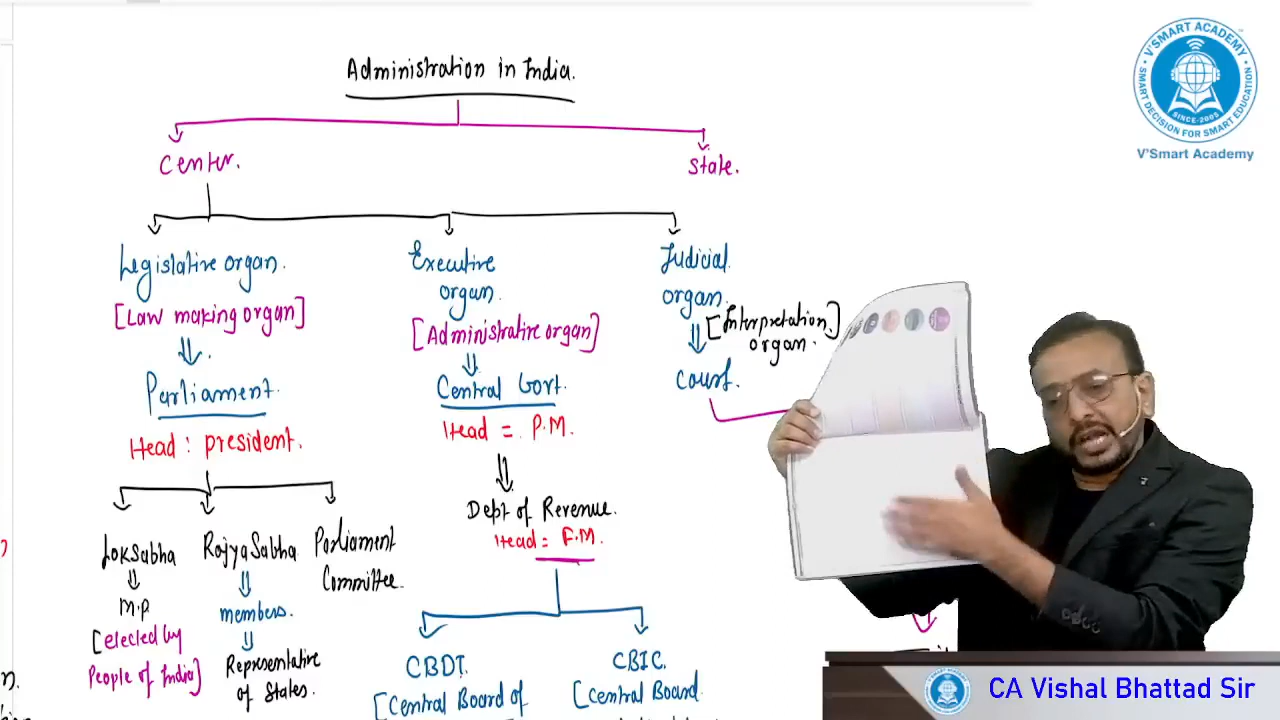 Administration in India.
Center.
State.
Legislative organ.
[Law making organ]
Parliament.
Head : president.
LokSabha
M.P.
[elected by
People of India]
RajyaSabha
members.
Representative
of States.
Parliament
Committee.
Executive
organ.
[Administrative organ]
Central Govt.
Head = P.M.
Dept of Revenue.
Head = F.M.
CBDT.
[Central Board of
CBIC.
[Central Board
Judicial
organ.
[Interpretation]
organ.
Court.
V'SMART ACADEMY
SMART DECISION FOR SMART EDUCATION
SINCE-2005
V'Smart Academy
CA Vishal Bhattad Sir